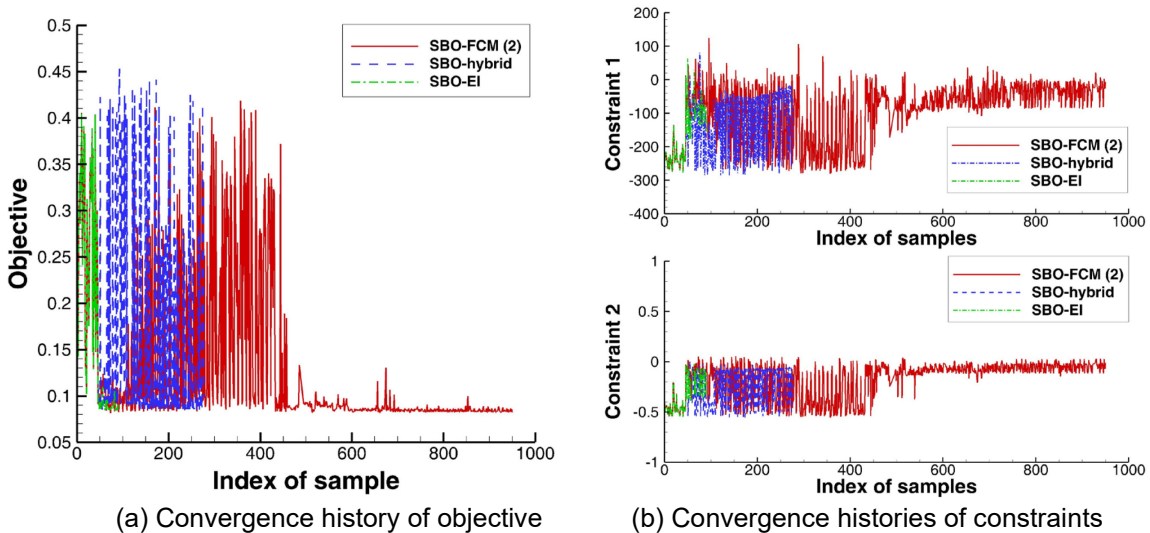 0.5
0.45
0.4
0.35
0.3
0.25
0.2
0.15
0.1
0.05
Objective
SBO-FCM (2)
SBO-hybrid
SBO-EI
0 200 400 600 800 1000
Index of sample
(a) Convergence history of objective
200
100
0
-100
-200
-300
-400
Constraint 1
SBO-FCM (2)
SBO-hybrid
SBO-EI
0 200 400 600 800 1000
Index of samples
1
0.5
0
-0.5
-1
Constraint 2
SBO-FCM (2)
SBO-hybrid
SBO-EI
0 200 400 600 800 1000
Index of samples
(b) Convergence histories of constraints